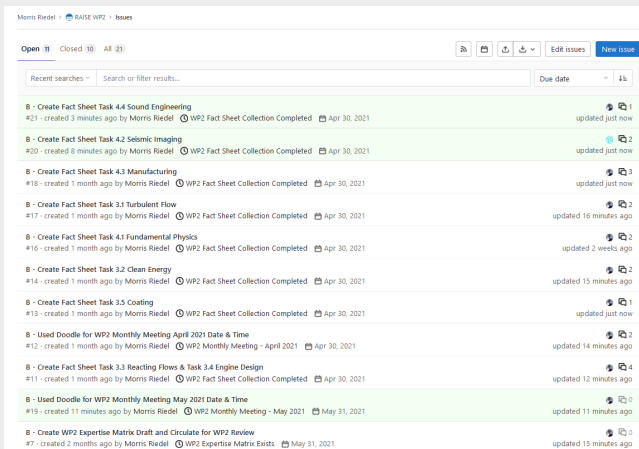 Morris Riedel > RAISE WP2 > Issues
Open 11 Closed 10 All 21
Edit issues New issue
Recent searches Search or filter results... Due date
B - Create Fact Sheet Task 4.4 Sound Engineering 1
#21 · created 3 minutes ago by Morris Riedel WP2 Fact Sheet Collection Completed Apr 30, 2021 updated just now
B - Create Fact Sheet Task 4.2 Seismic Imaging 2
#20 · created 8 minutes ago by Morris Riedel WP2 Fact Sheet Collection Completed Apr 30, 2021 updated just now
B - Create Fact Sheet Task 4.3 Manufacturing 3
#18 · created 1 month ago by Morris Riedel WP2 Fact Sheet Collection Completed Apr 30, 2021 updated just now
B - Create Fact Sheet Task 3.1 Turbulent Flow 2
#17 · created 1 month ago by Morris Riedel WP2 Fact Sheet Collection Completed Apr 30, 2021 updated 16 minutes ago
B - Create Fact Sheet Task 4.1 Fundamental Physics 2
#16 · created 1 month ago by Morris Riedel WP2 Fact Sheet Collection Completed Apr 30, 2021 updated 2 weeks ago
B - Create Fact Sheet Task 3.2 Clean Energy 2
#14 · created 1 month ago by Morris Riedel WP2 Fact Sheet Collection Completed Apr 30, 2021 updated 15 minutes ago
B - Create Fact Sheet Task 3.5 Coating 1
#13 · created 1 month ago by Morris Riedel WP2 Fact Sheet Collection Completed Apr 30, 2021 updated just now
B - Used Doodle for WP2 Monthly Meeting April 2021 Date & Time 2
#12 · created 1 month ago by Morris Riedel WP2 Monthly Meeting - April 2021 Apr 30, 2021 updated 14 minutes ago
B - Create Fact Sheet Task 3.3 Reacting Flows & Task 3.4 Engine Design 4
#11 · created 1 month ago by Morris Riedel WP2 Fact Sheet Collection Completed Apr 30, 2021 updated 12 minutes ago
B - Used Doodle for WP2 Monthly Meeting May 2021 Date & Time 0
#19 · created 11 minutes ago by Morris Riedel WP2 Monthly Meeting - May 2021 May 31, 2021 updated 11 minutes ago
B - Create WP2 Expertise Matrix Draft and Circulate for WP2 Review 0
#7 · created 2 months ago by Morris Riedel WP2 Expertise Matrix Exists May 31, 2021 updated 15 minutes ago